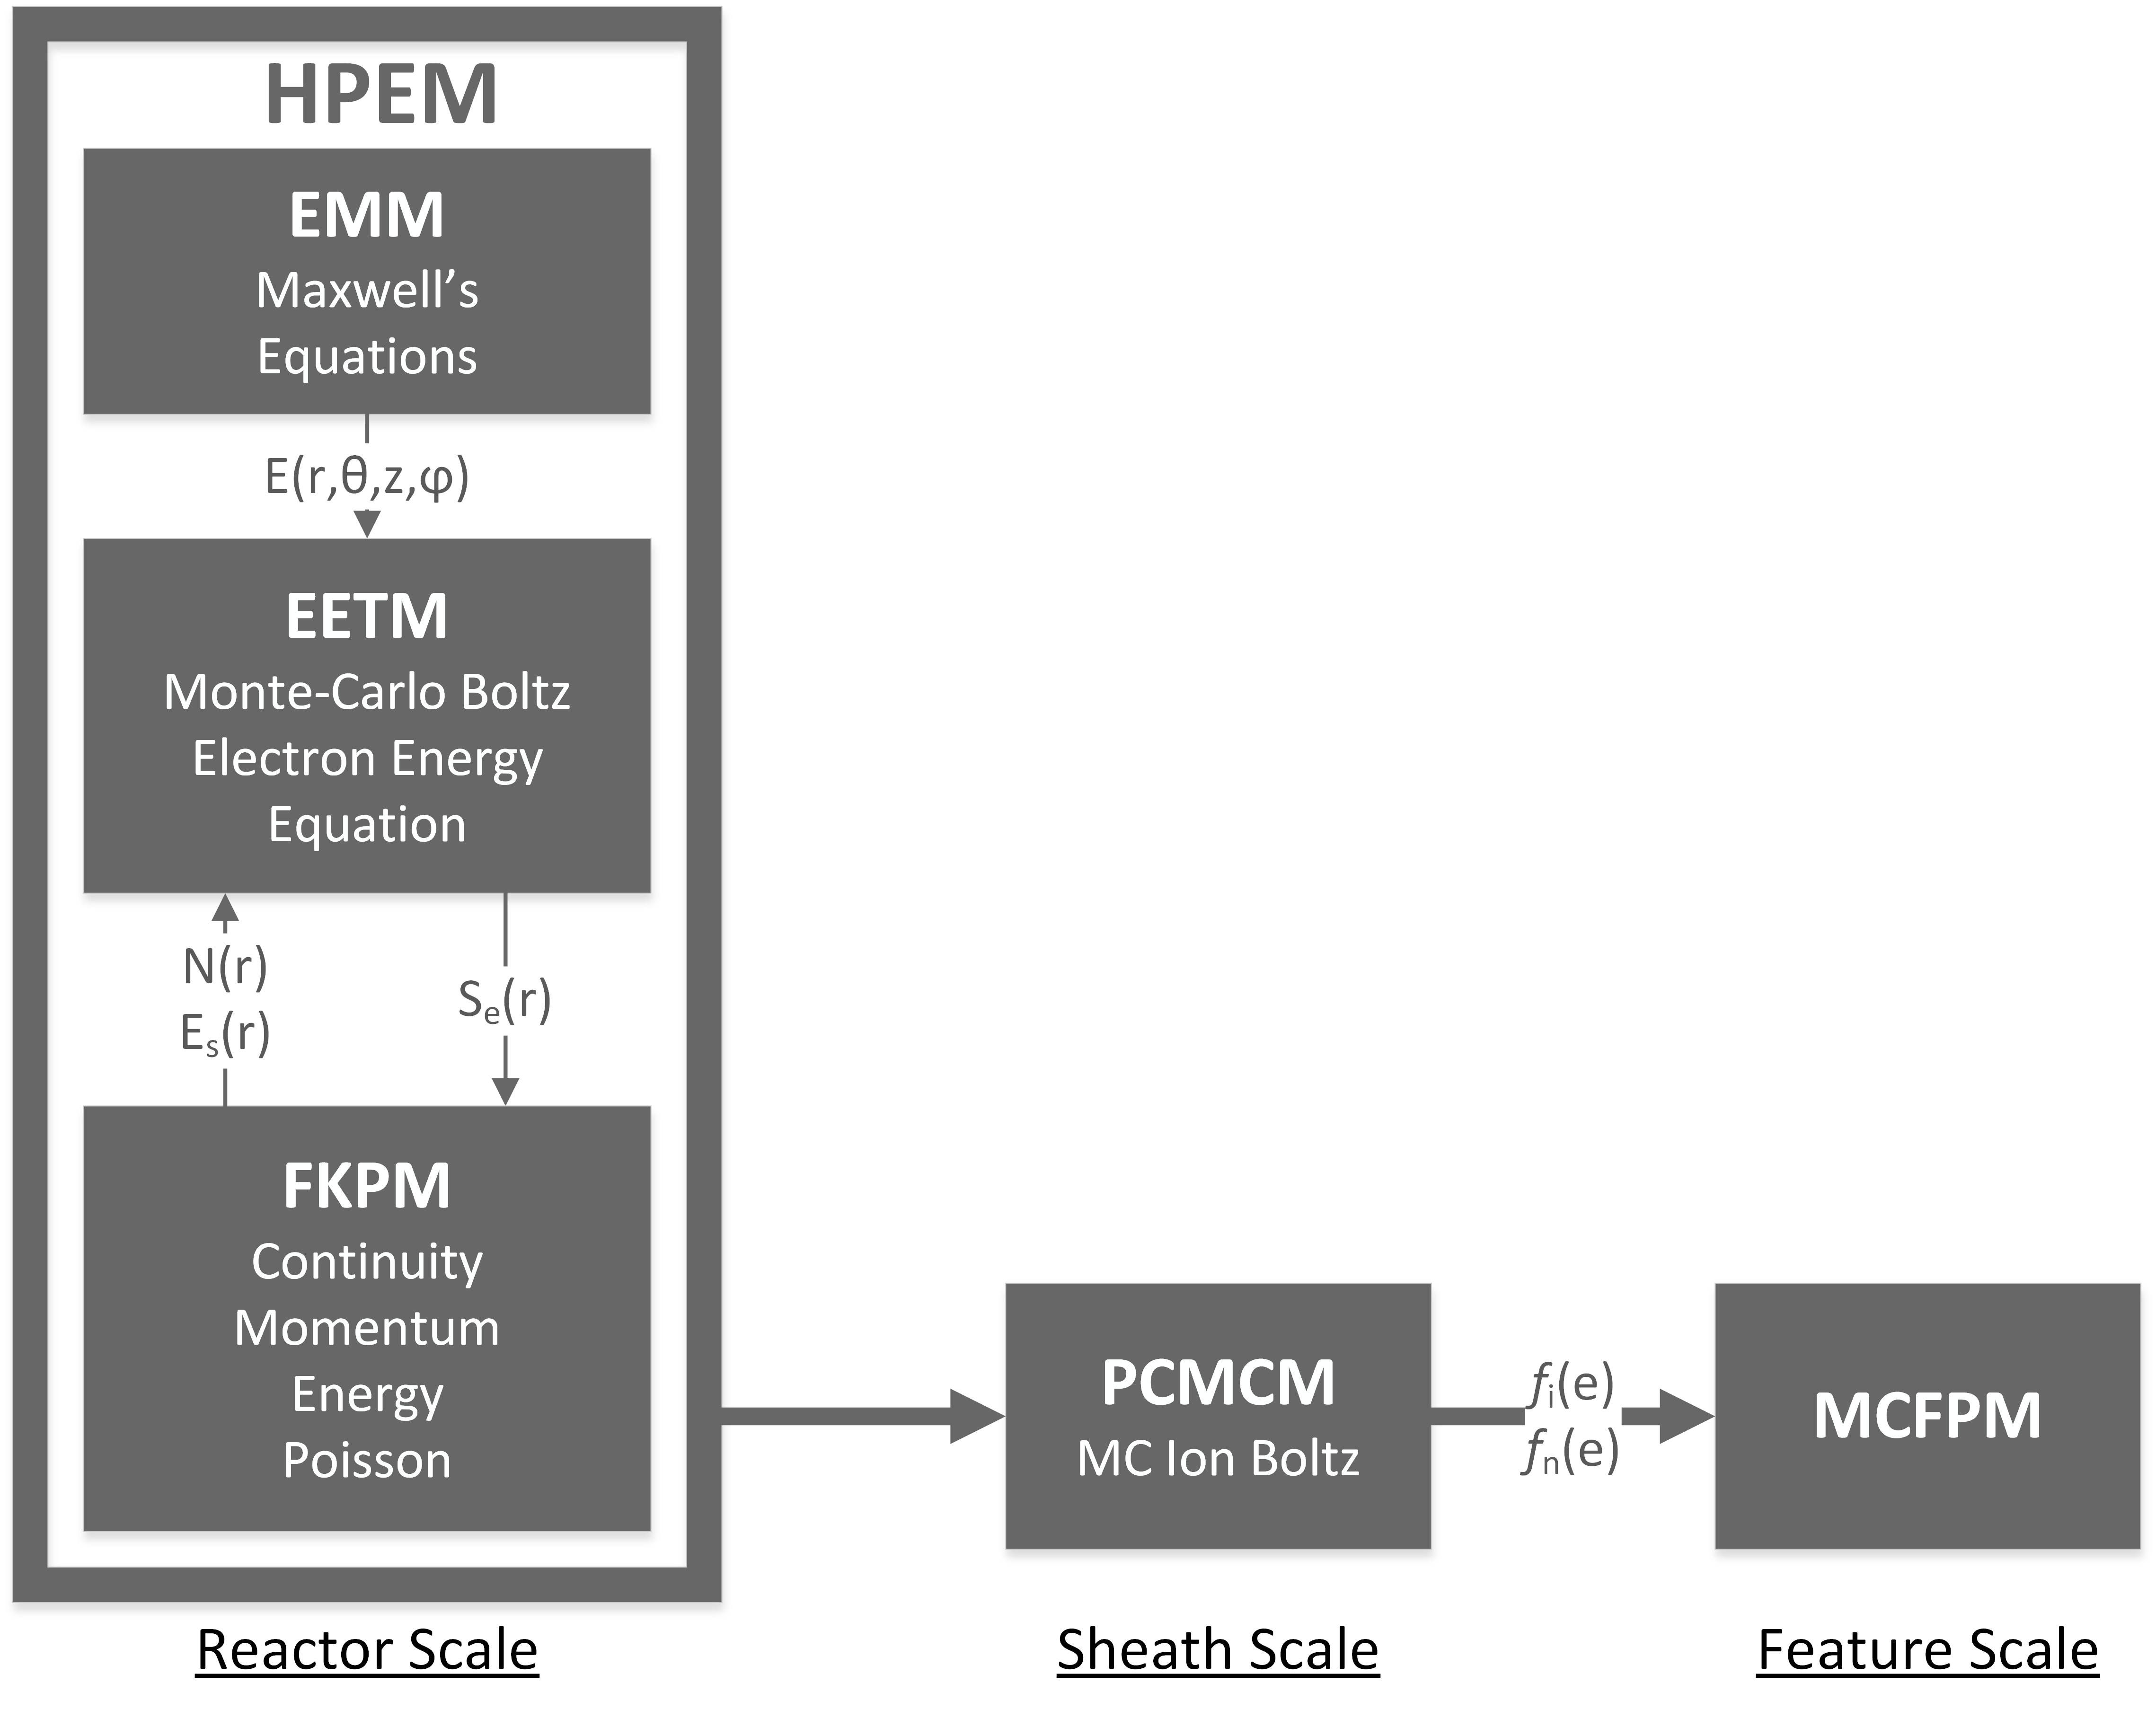 HPEM
EMM
Maxwell’s
Equations
E(r,θ,z,φ)
EETM
Monte-Carlo Boltz
Electron Energy
Equation
N(r)
Es(r)
Se(r)
FKPM
Continuity
Momentum
Energy
Poisson
PCMCM
MC Ion Boltz
fi(e)
fn(e)
MCFPM
Reactor Scale
Sheath Scale
Feature Scale